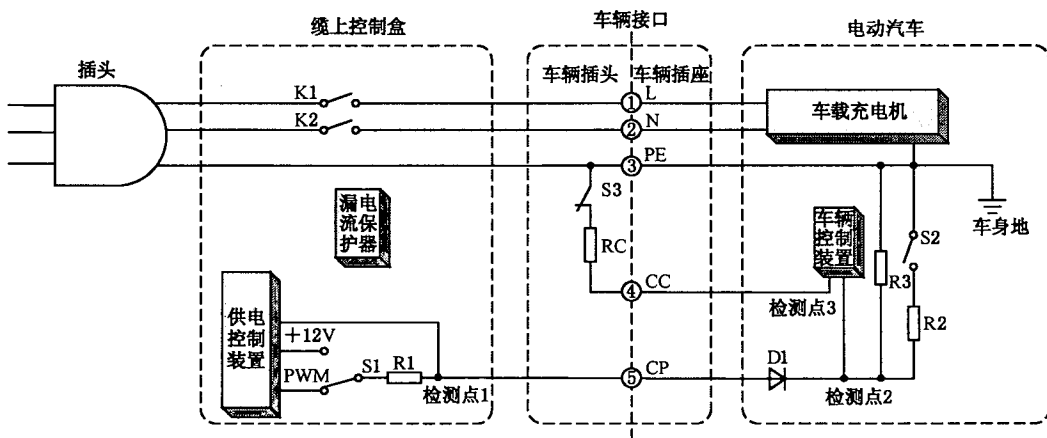 缆上控制盒
车辆接口
电动汽车
插头
车辆插头
车辆插座
K1
K2
① L
② N
③ PE
车载充电机
漏电
流保
护器
S3
RC
车辆
控制
装置
S2
R3
R2
车身地
④ CC
检测点3
供电
控制
装置
+12V
PWM
S1
R1
检测点1
⑤ CP
D1
检测点2